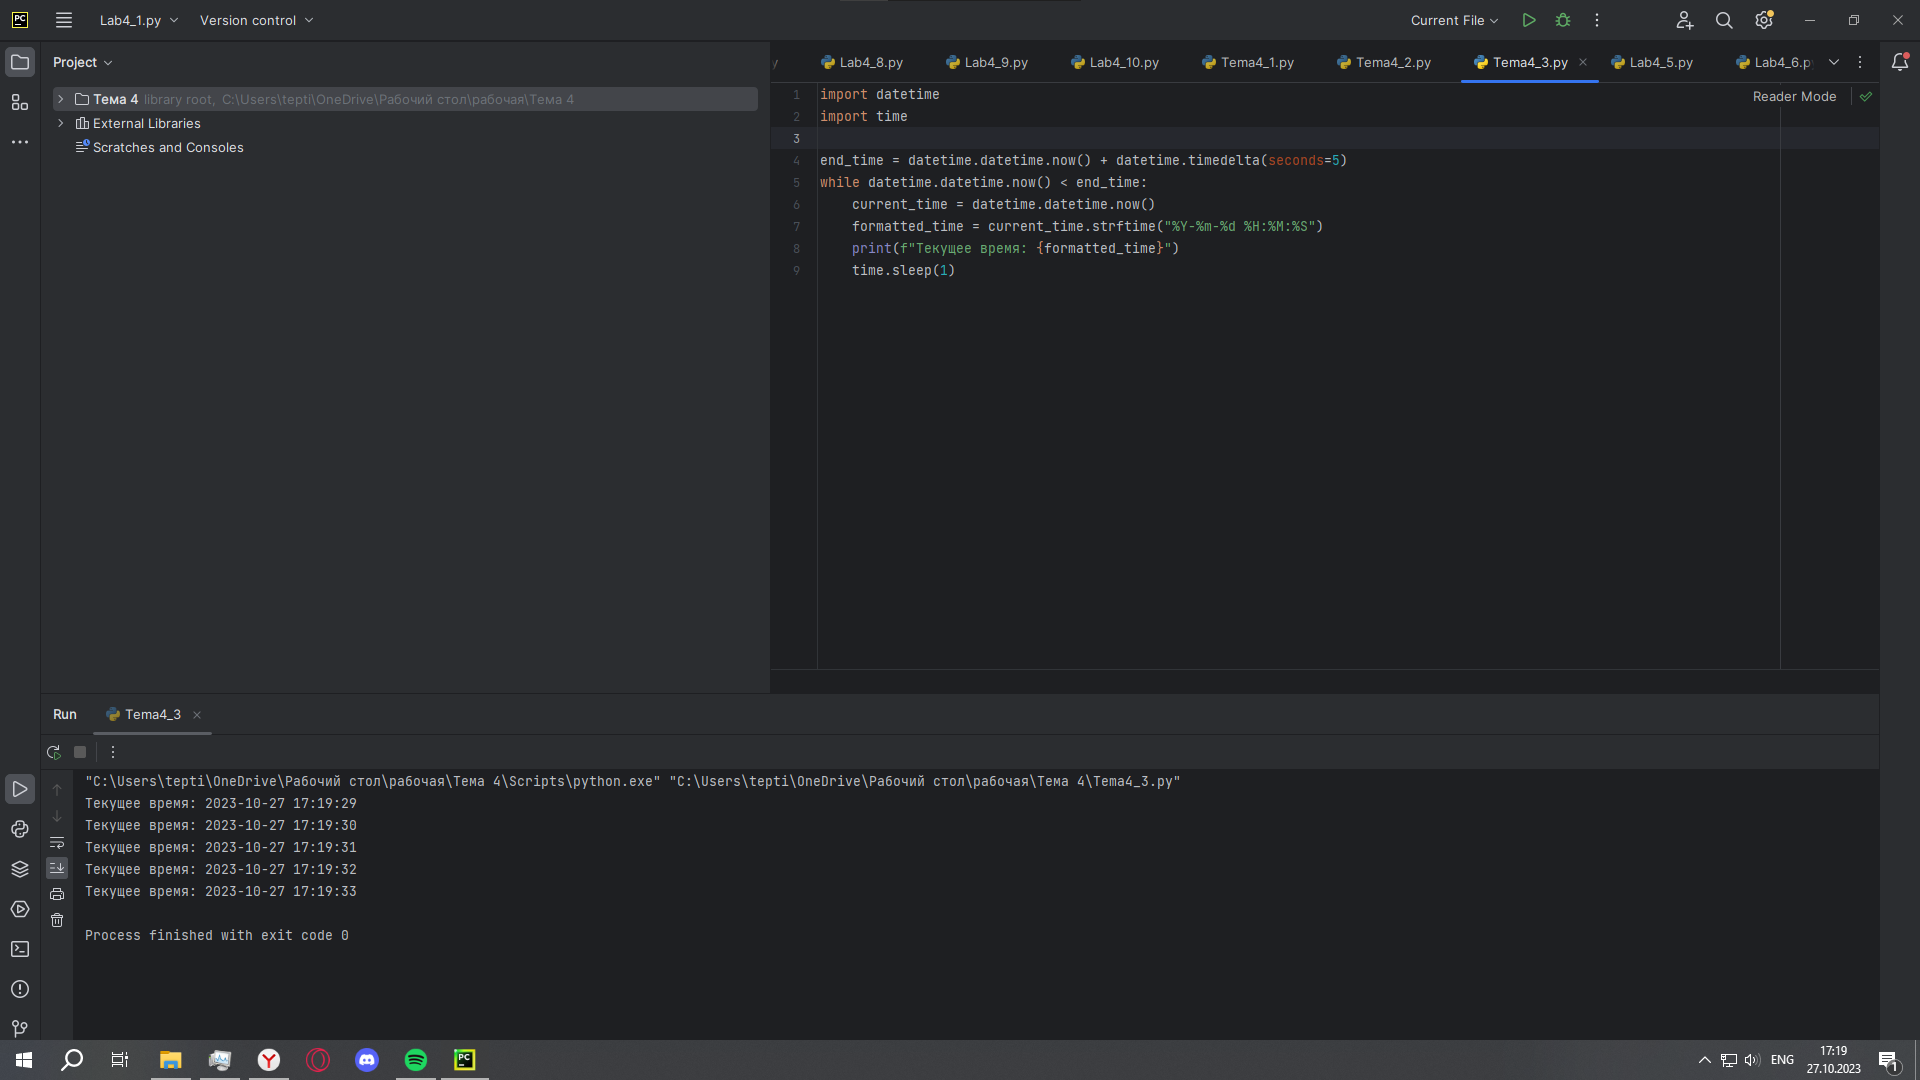 PC
Lab4_1.py
Version control
Current File
Project
Lab4_8.py
Lab4_9.py
Lab4_10.py
Tema4_1.py
Tema4_2.py
Tema4_3.py
Lab4_5.py
Lab4_6.py
Тема 4 library root, C:\Users\tepti\OneDrive\Рабочий стол\рабочая\Тема 4
External Libraries
Scratches and Consoles
Reader Mode
1 import datetime
2 import time
3
4 end_time = datetime.datetime.now() + datetime.timedelta(seconds=5)
5 while datetime.datetime.now() < end_time:
6 current_time = datetime.datetime.now()
7 formatted_time = current_time.strftime("%Y-%m-%d %H:%M:%S")
8 print(f"Текущее время: {formatted_time}")
9 time.sleep(1)
Run
Tema4_3
"C:\Users\tepti\OneDrive\Рабочий стол\рабочая\Тема 4\Scripts\python.exe" "C:\Users\tepti\OneDrive\Рабочий стол\рабочая\Тема 4\Tema4_3.py"
Текущее время: 2023-10-27 17:19:29
Текущее время: 2023-10-27 17:19:30
Текущее время: 2023-10-27 17:19:31
Текущее время: 2023-10-27 17:19:32
Текущее время: 2023-10-27 17:19:33
Process finished with exit code 0
PC
ENG
17:19
27.10.2023
1